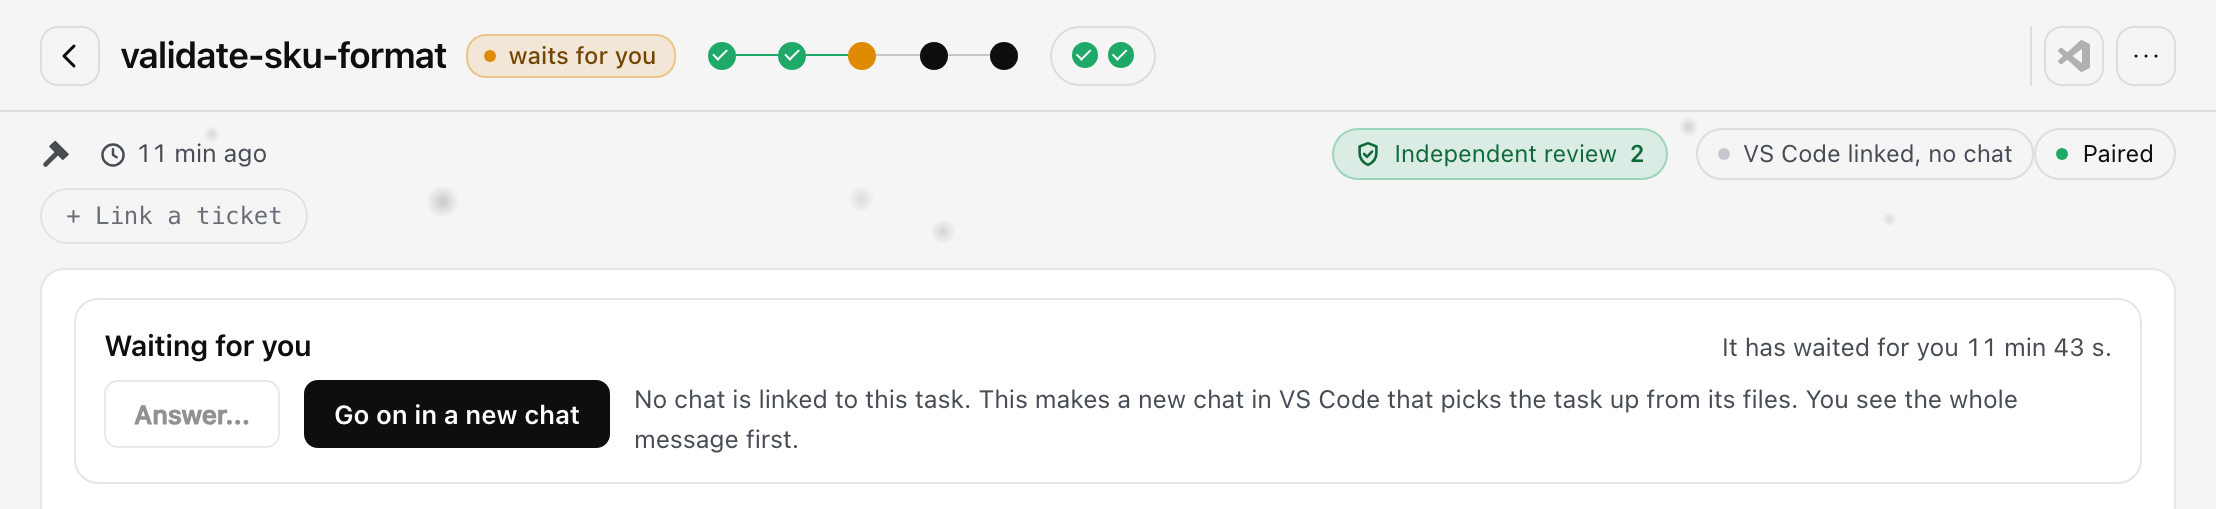 validate-sku-format
waits for you
11 min ago
Independent review 2
VS Code linked, no chat
Paired
+ Link a ticket
Waiting for you
It has waited for you 11 min 43 s.
Answer...
Go on in a new chat
No chat is linked to this task. This makes a new chat in VS Code that picks the task up from its files. You see the whole
message first.